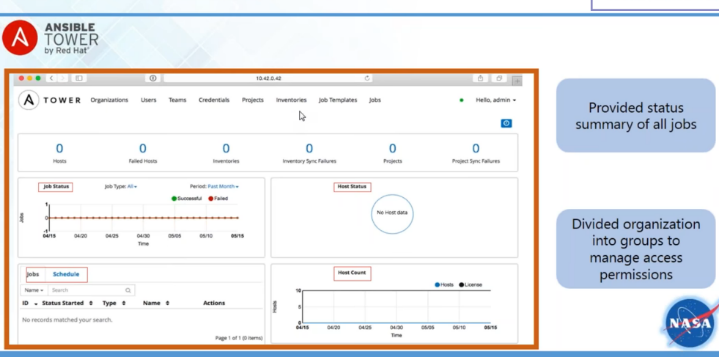 ANSIBLE
TOWER
by Red Hat®
10.42.0.42
A TOWER Organizations Users Teams Credentials Projects Inventories Job Templates Jobs Hello, admin
0 0 0 0 0 0
Hosts Failed Hosts Inventories Inventory Sync Failures Projects Project Sync Failures
Job Status Job Type: All Period: Past Month
Successful Failed
1
0
-1
Jobs
04/15 04/20 04/25 04/30 05/05 05/10 05/15
Time
Host Status
No Host data
Jobs Schedule
Name Search
ID Status Started Type Name Actions
No records matched your search.
Page 1 of 1 (0 items)
Host Count
Hosts License
Hosts
04/15 04/20 04/25 04/30 05/05 05/10 05/15
Time
Provided status
summary of all jobs
Divided organization
into groups to
manage access
permissions
NASA